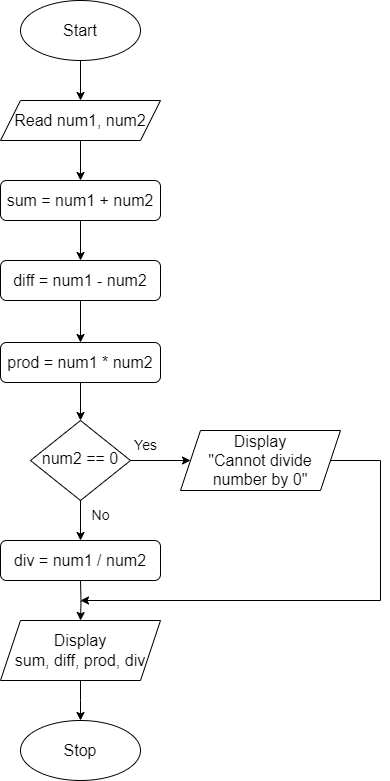 Start
Read num1, num2
sum = num1 + num2
diff = num1 - num2
prod = num1 * num2
num2 == 0
Yes
Display
"Cannot divide
number by 0"
No
div = num1 / num2
Display
sum, diff, prod, div
Stop